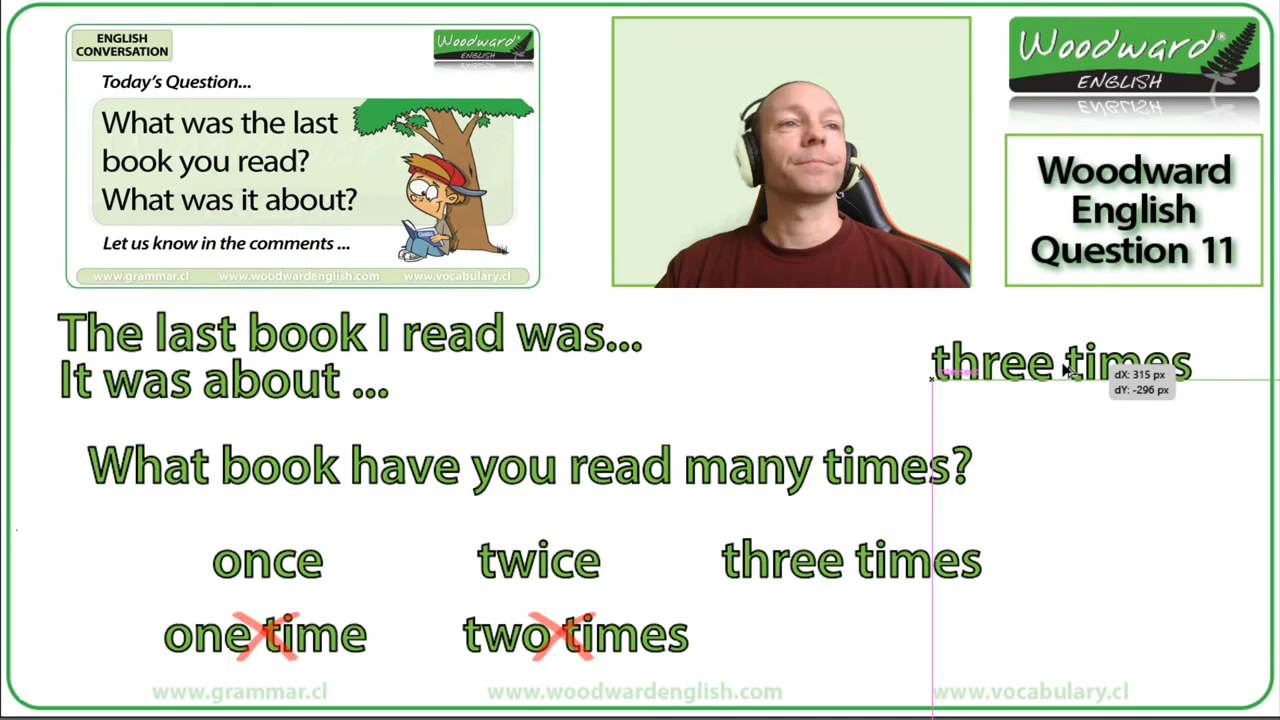 ENGLISH
CONVERSATION
Woodward®
ENGLISH
Today's Question...
What was the last
book you read?
What was it about?
Let us know in the comments ...
www.grammar.cl www.woodwardenglish.com www.vocabulary.cl
Woodward®
ENGLISH
Woodward
English
Question 11
The last book I read was...
It was about ...
three times
dX: 315 px
dY: -296 px
What book have you read many times?
once twice three times
one time two times
www.grammar.cl www.woodwardenglish.com www.vocabulary.cl